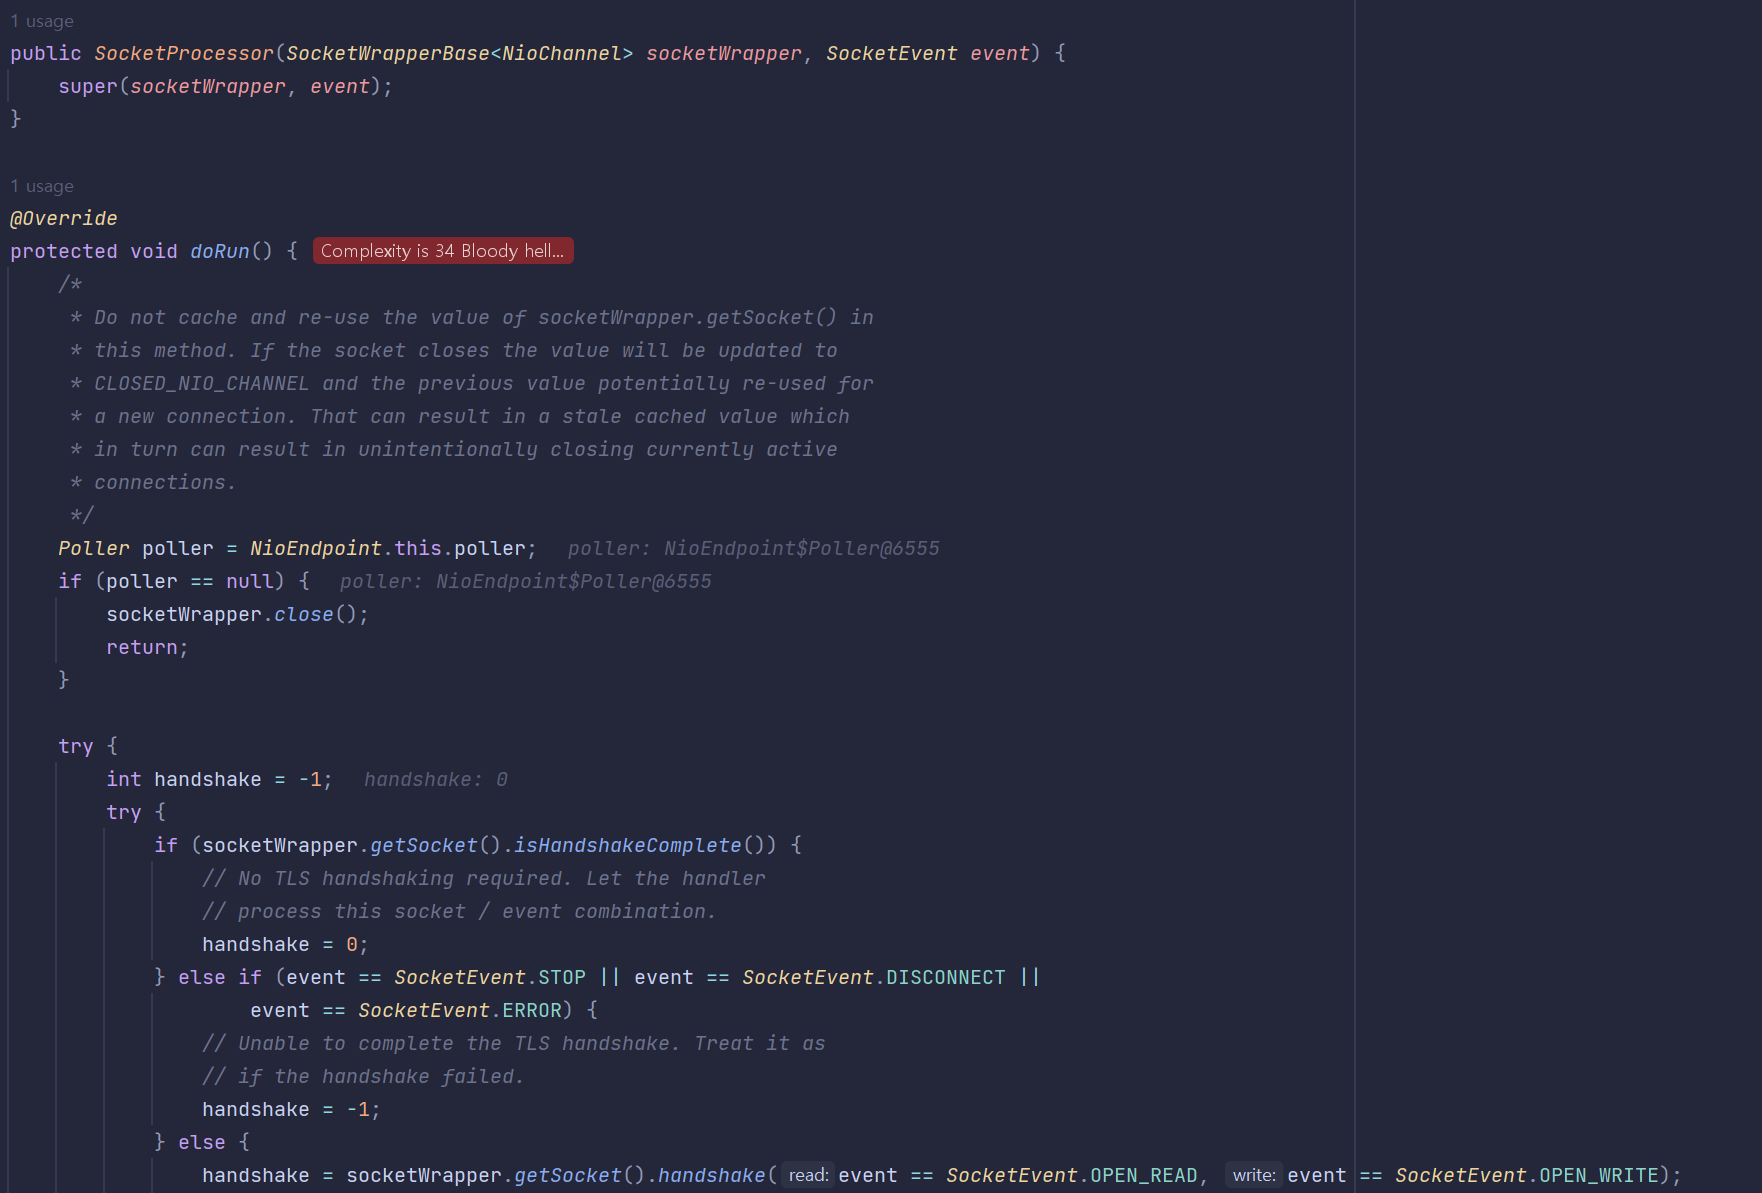 1 usage
public SocketProcessor(SocketWrapperBase<NioChannel> socketWrapper, SocketEvent event) {
    super(socketWrapper, event);
}
1 usage
@Override
protected void doRun() { Complexity is 34 Bloody hell...
    /*
     * Do not cache and re-use the value of socketWrapper.getSocket() in
     * this method. If the socket closes the value will be updated to
     * CLOSED_NIO_CHANNEL and the previous value potentially re-used for
     * a new connection. That can result in a stale cached value which
     * in turn can result in unintentionally closing currently active
     * connections.
     */
    Poller poller = NioEndpoint.this.poller;   poller: NioEndpoint$Poller@6555
    if (poller == null) {   poller: NioEndpoint$Poller@6555
        socketWrapper.close();
        return;
    }
    try {
        int handshake = -1;   handshake: 0
        try {
            if (socketWrapper.getSocket().isHandshakeComplete()) {
                // No TLS handshaking required. Let the handler
                // process this socket / event combination.
                handshake = 0;
            } else if (event == SocketEvent.STOP || event == SocketEvent.DISCONNECT ||
                    event == SocketEvent.ERROR) {
                // Unable to complete the TLS handshake. Treat it as
                // if the handshake failed.
                handshake = -1;
            } else {
                handshake = socketWrapper.getSocket().handshake( read: event == SocketEvent.OPEN_READ, write: event == SocketEvent.OPEN_WRITE);